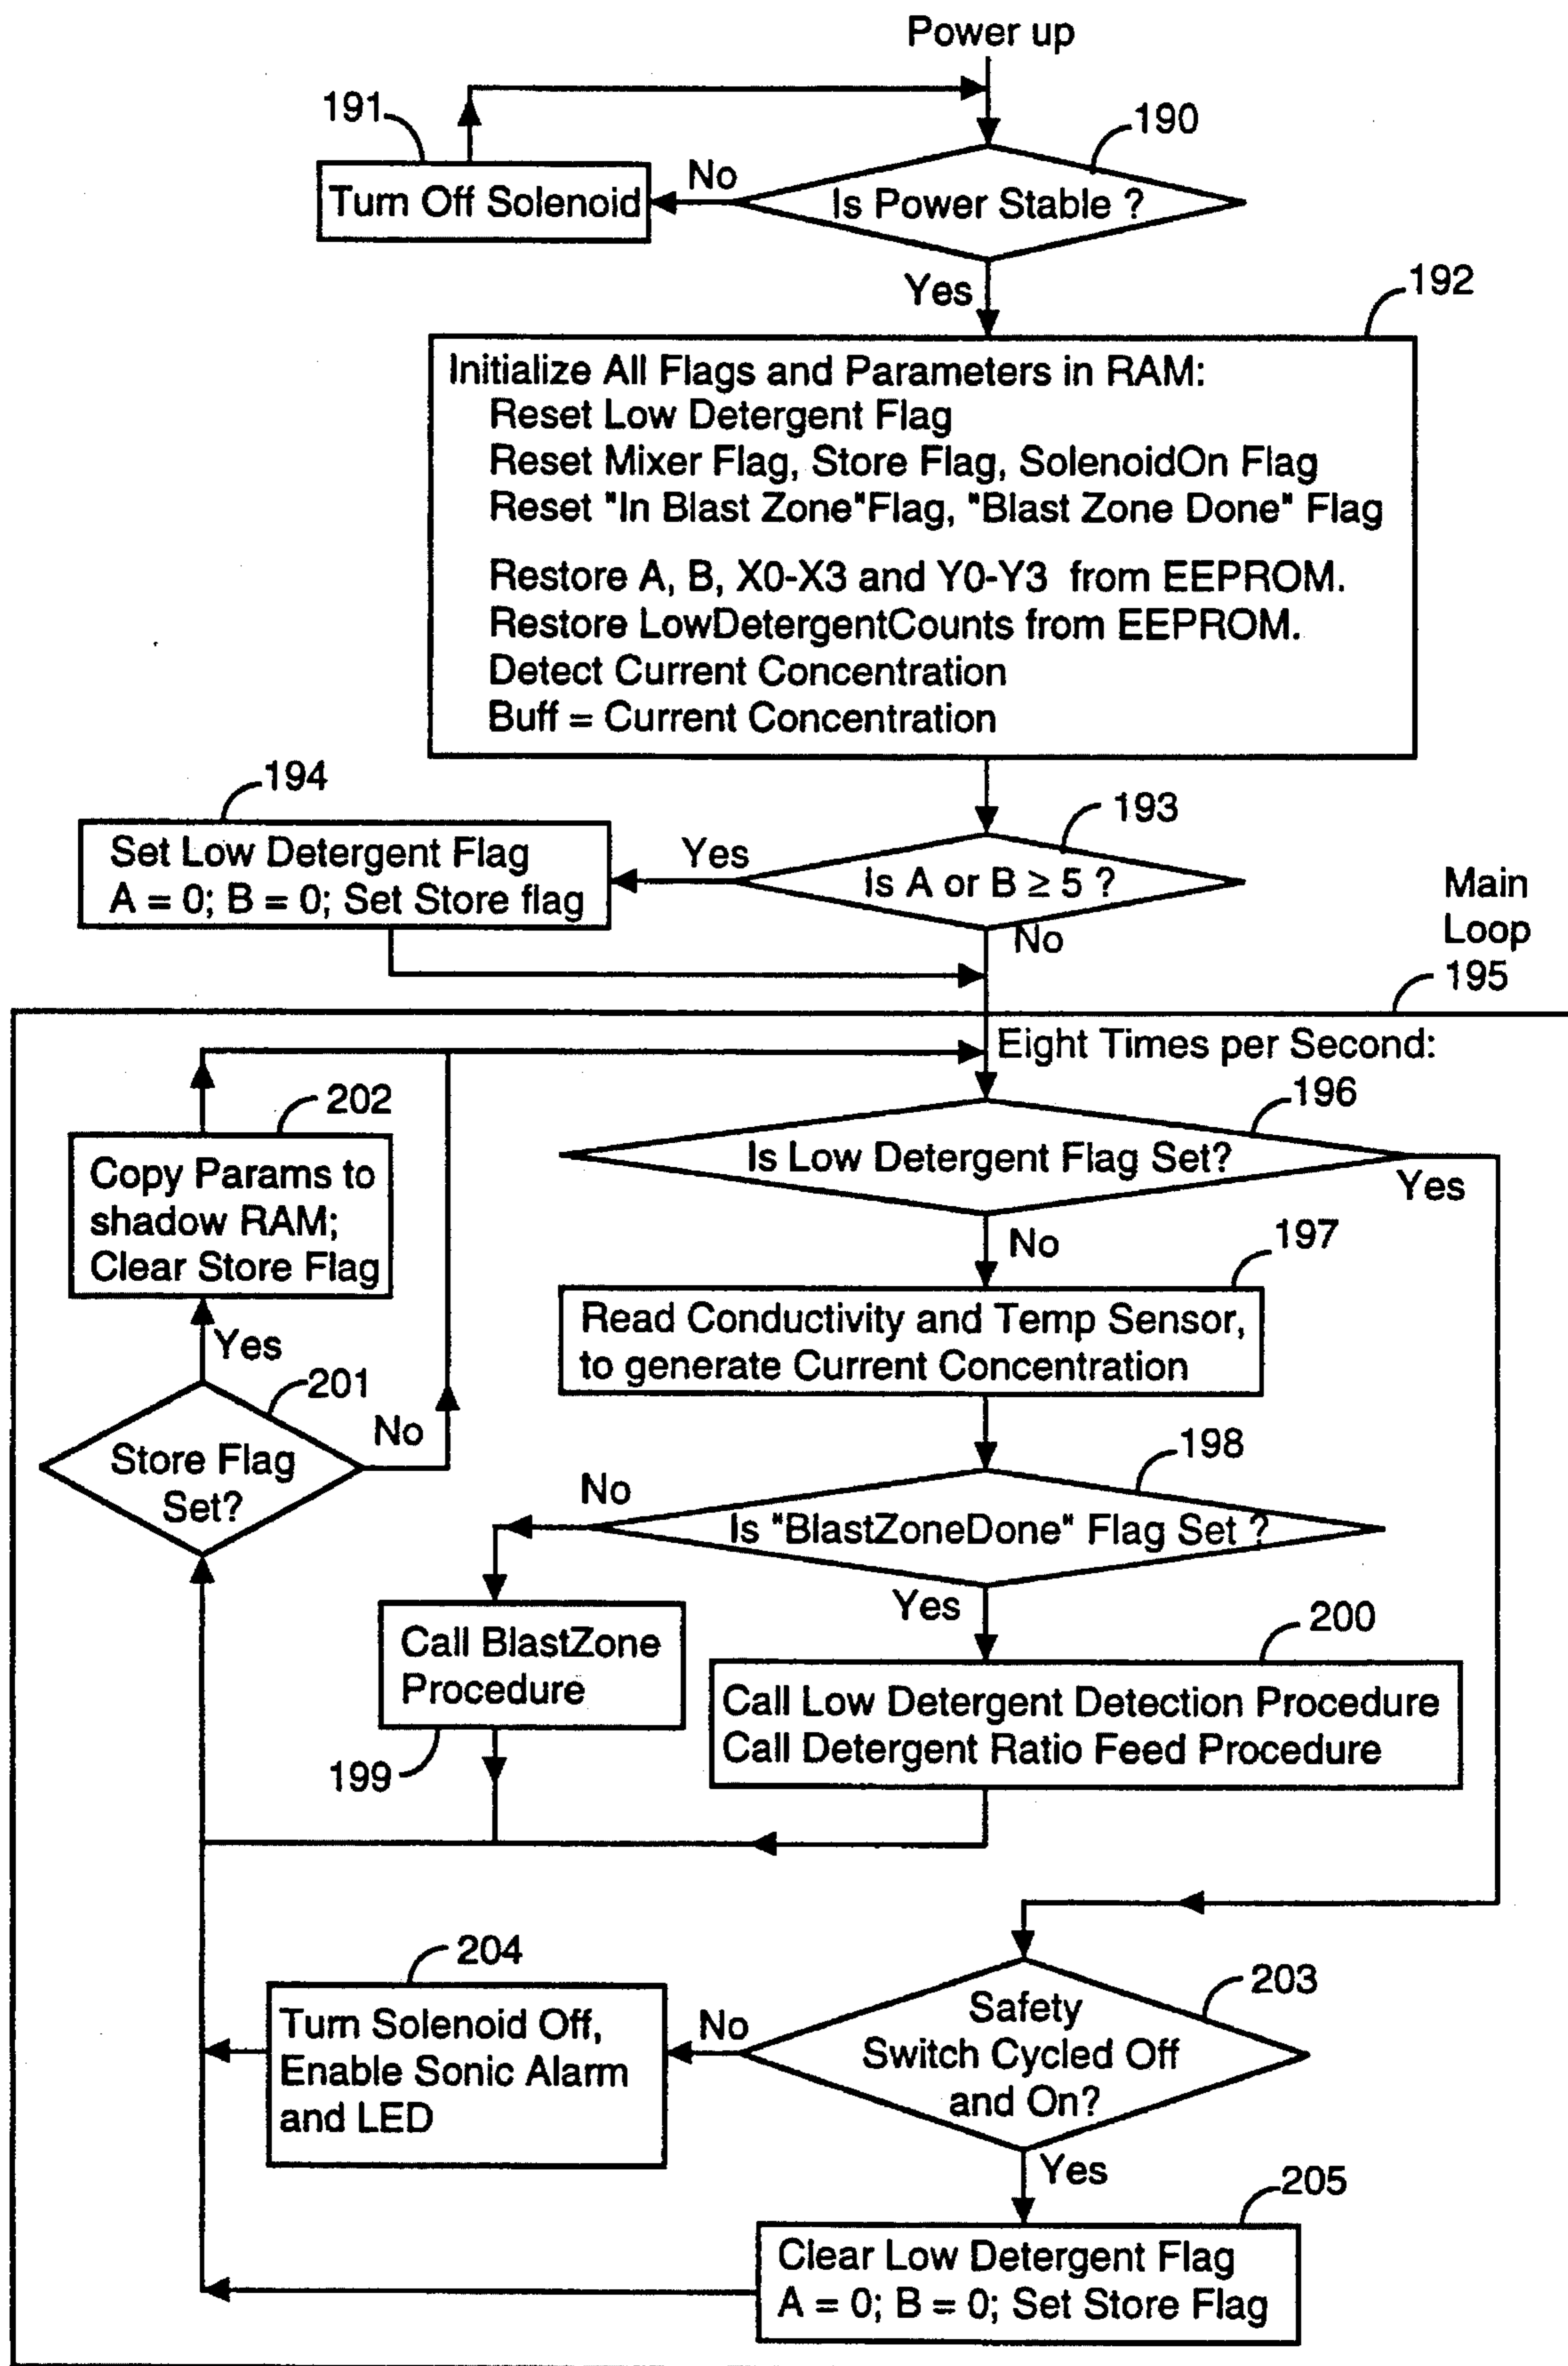 Power up
191
190
Turn Off Solenoid
No
Is Power Stable ?
Yes
192
Initialize All Flags and Parameters in RAM:
Reset Low Detergent Flag
Reset Mixer Flag, Store Flag, SolenoidOn Flag
Reset "In Blast Zone"Flag, "Blast Zone Done" Flag
Restore A, B, X0-X3 and Y0-Y3 from EEPROM.
Restore LowDetergentCounts from EEPROM.
Detect Current Concentration
Buff = Current Concentration
194
193
Set Low Detergent Flag
A = 0; B = 0; Set Store flag
Yes
Is A or B ≥ 5 ?
No
Main
Loop
195
Eight Times per Second:
202
196
Copy Params to
shadow RAM;
Clear Store Flag
Is Low Detergent Flag Set?
Yes
No
197
Read Conductivity and Temp Sensor,
to generate Current Concentration
Yes
201
No
Store Flag
Set?
198
No
Is "BlastZoneDone" Flag Set ?
Yes
Call BlastZone
Procedure
199
200
Call Low Detergent Detection Procedure
Call Detergent Ratio Feed Procedure
204
203
Turn Solenoid Off,
Enable Sonic Alarm
and LED
No
Safety
Switch Cycled Off
and On?
Yes
205
Clear Low Detergent Flag
A = 0; B = 0; Set Store Flag